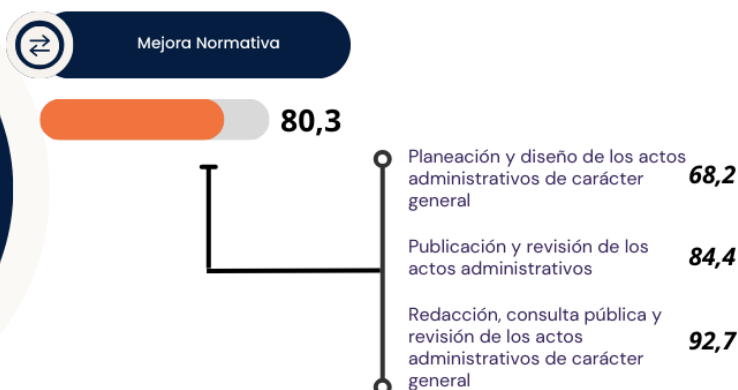 Mejora Normativa
80,3
Planeación y diseño de los actos
administrativos de carácter
general
68,2
Publicación y revisión de los
actos administrativos
84,4
Redacción, consulta pública y
revisión de los actos
administrativos de carácter
general
92,7